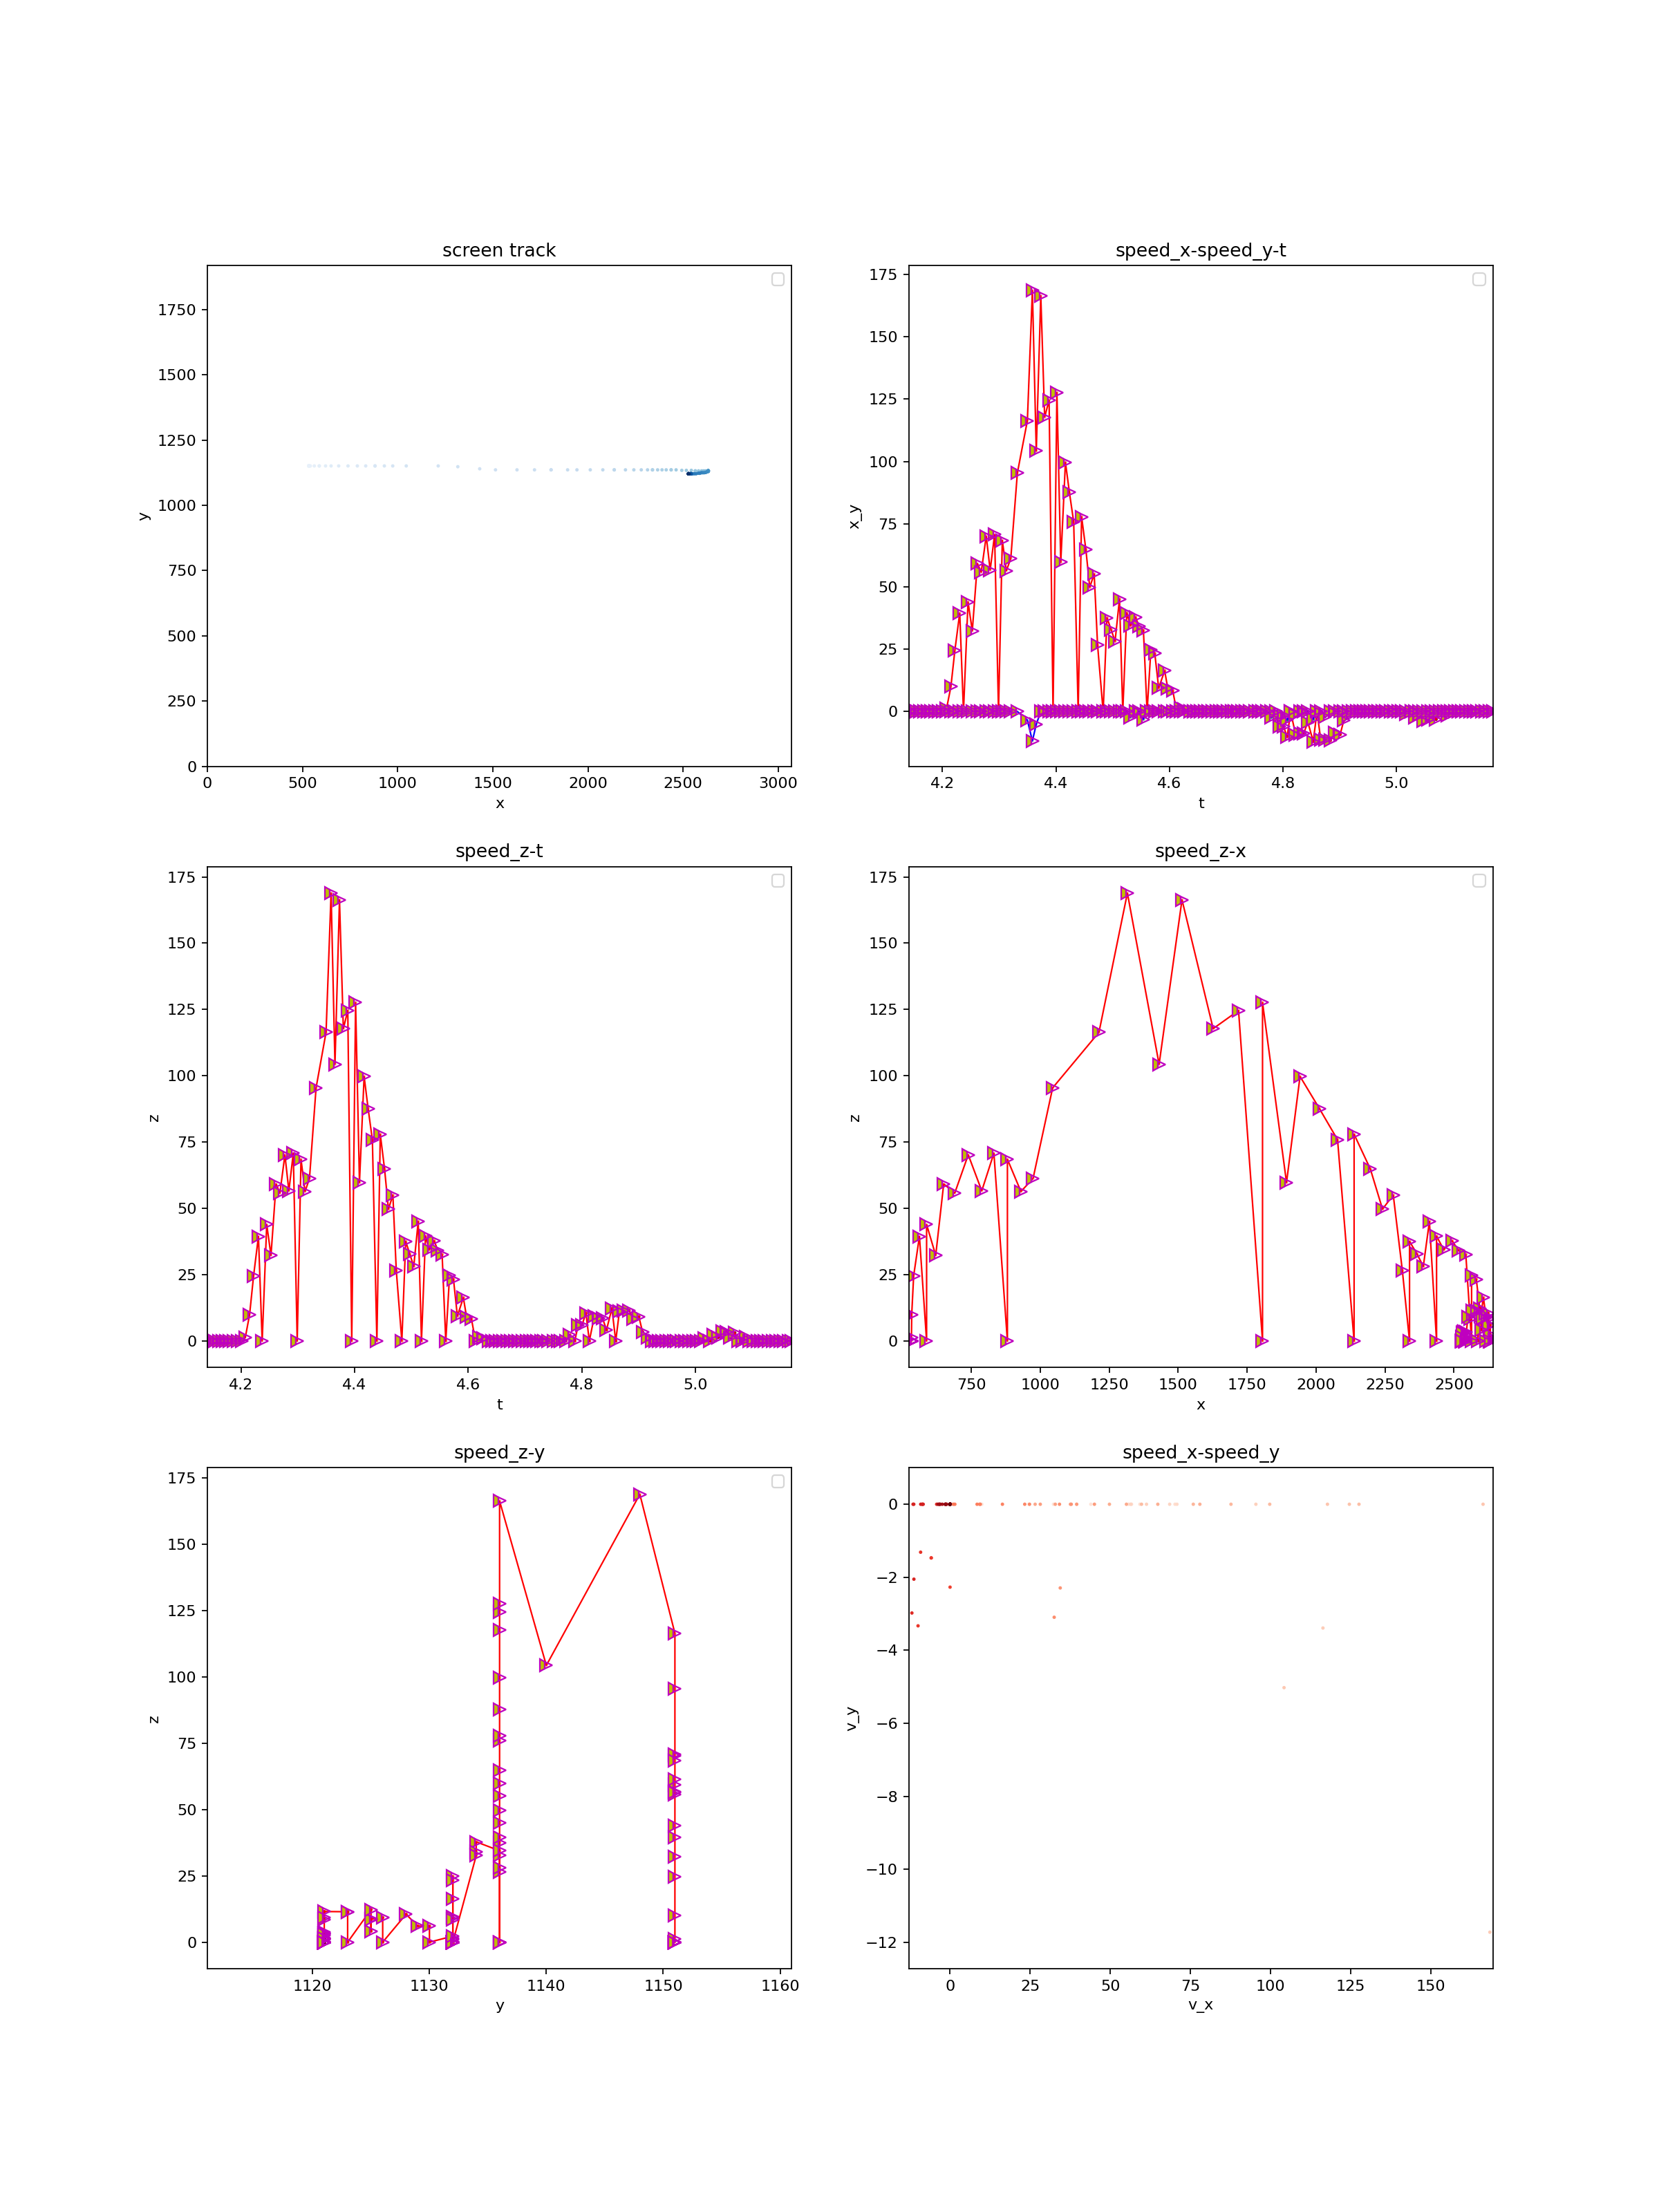 screen track
1750
1500
1250
1000
750
500
250
0
y
0 500 1000 1500 2000 2500 3000
x
speed_x-speed_y-t
175
150
125
100
75
50
25
0
x_y
4.2 4.4 4.6 4.8 5.0
t
speed_z-t
175
150
125
100
75
50
25
0
z
4.2 4.4 4.6 4.8 5.0
t
speed_z-x
175
150
125
100
75
50
25
0
z
750 1000 1250 1500 1750 2000 2250 2500
x
speed_z-y
175
150
125
100
75
50
25
0
z
1120 1130 1140 1150 1160
y
speed_x-speed_y
0
−2
−4
−6
−8
−10
−12
v_y
0 25 50 75 100 125 150
v_x